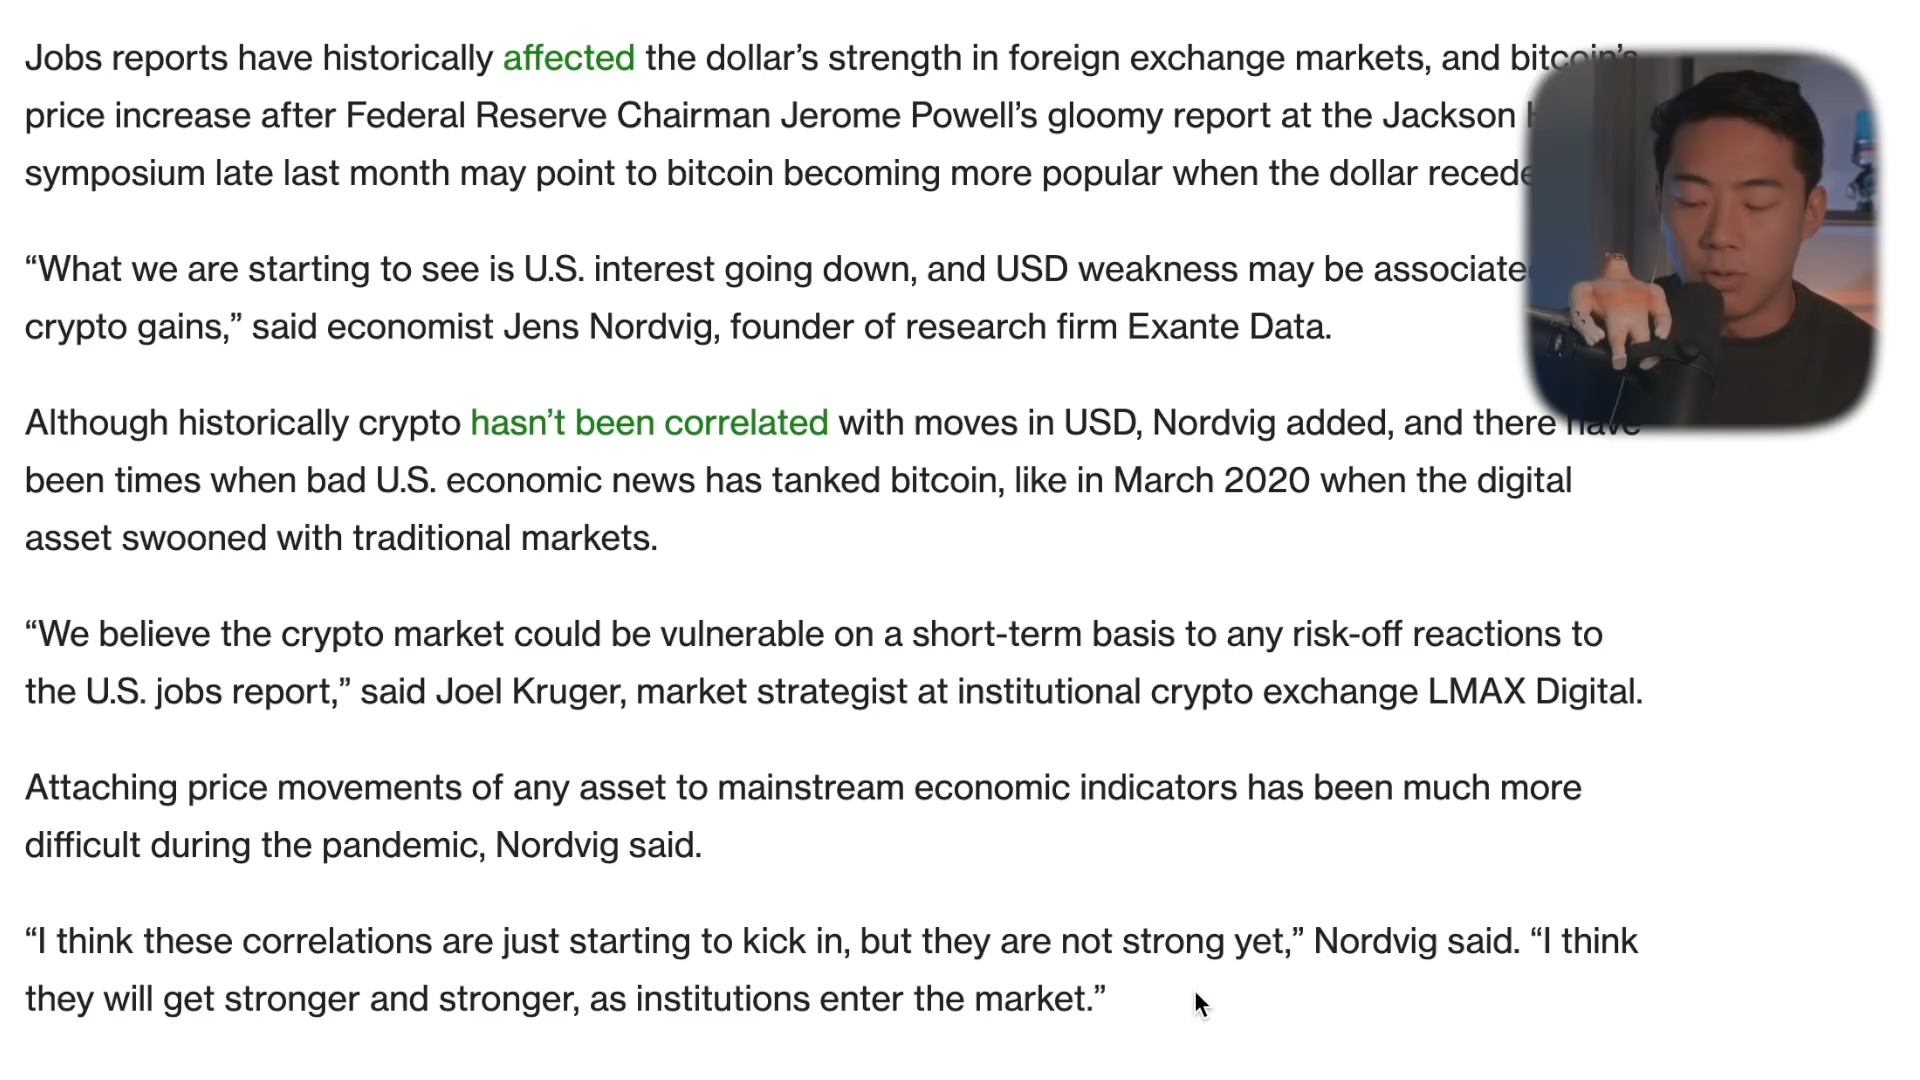 Jobs reports have historically affected the dollar’s strength in foreign exchange markets, and bitcoin’s
price increase after Federal Reserve Chairman Jerome Powell’s gloomy report at the Jackson
symposium late last month may point to bitcoin becoming more popular when the dollar
“What we are starting to see is U.S. interest going down, and USD weakness may be
crypto gains,” said economist Jens Nordvig, founder of research firm Exante Data.
Although historically crypto hasn’t been correlated with moves in USD, Nordvig added, and there have
been times when bad U.S. economic news has tanked bitcoin, like in March 2020 when the digital
asset swooned with traditional markets.
“We believe the crypto market could be vulnerable on a short-term basis to any risk-off reactions to
the U.S. jobs report,” said Joel Kruger, market strategist at institutional crypto exchange LMAX Digital.
Attaching price movements of any asset to mainstream economic indicators has been much more
difficult during the pandemic, Nordvig said.
“I think these correlations are just starting to kick in, but they are not strong yet,” Nordvig said. “I think
they will get stronger and stronger, as institutions enter the market.”